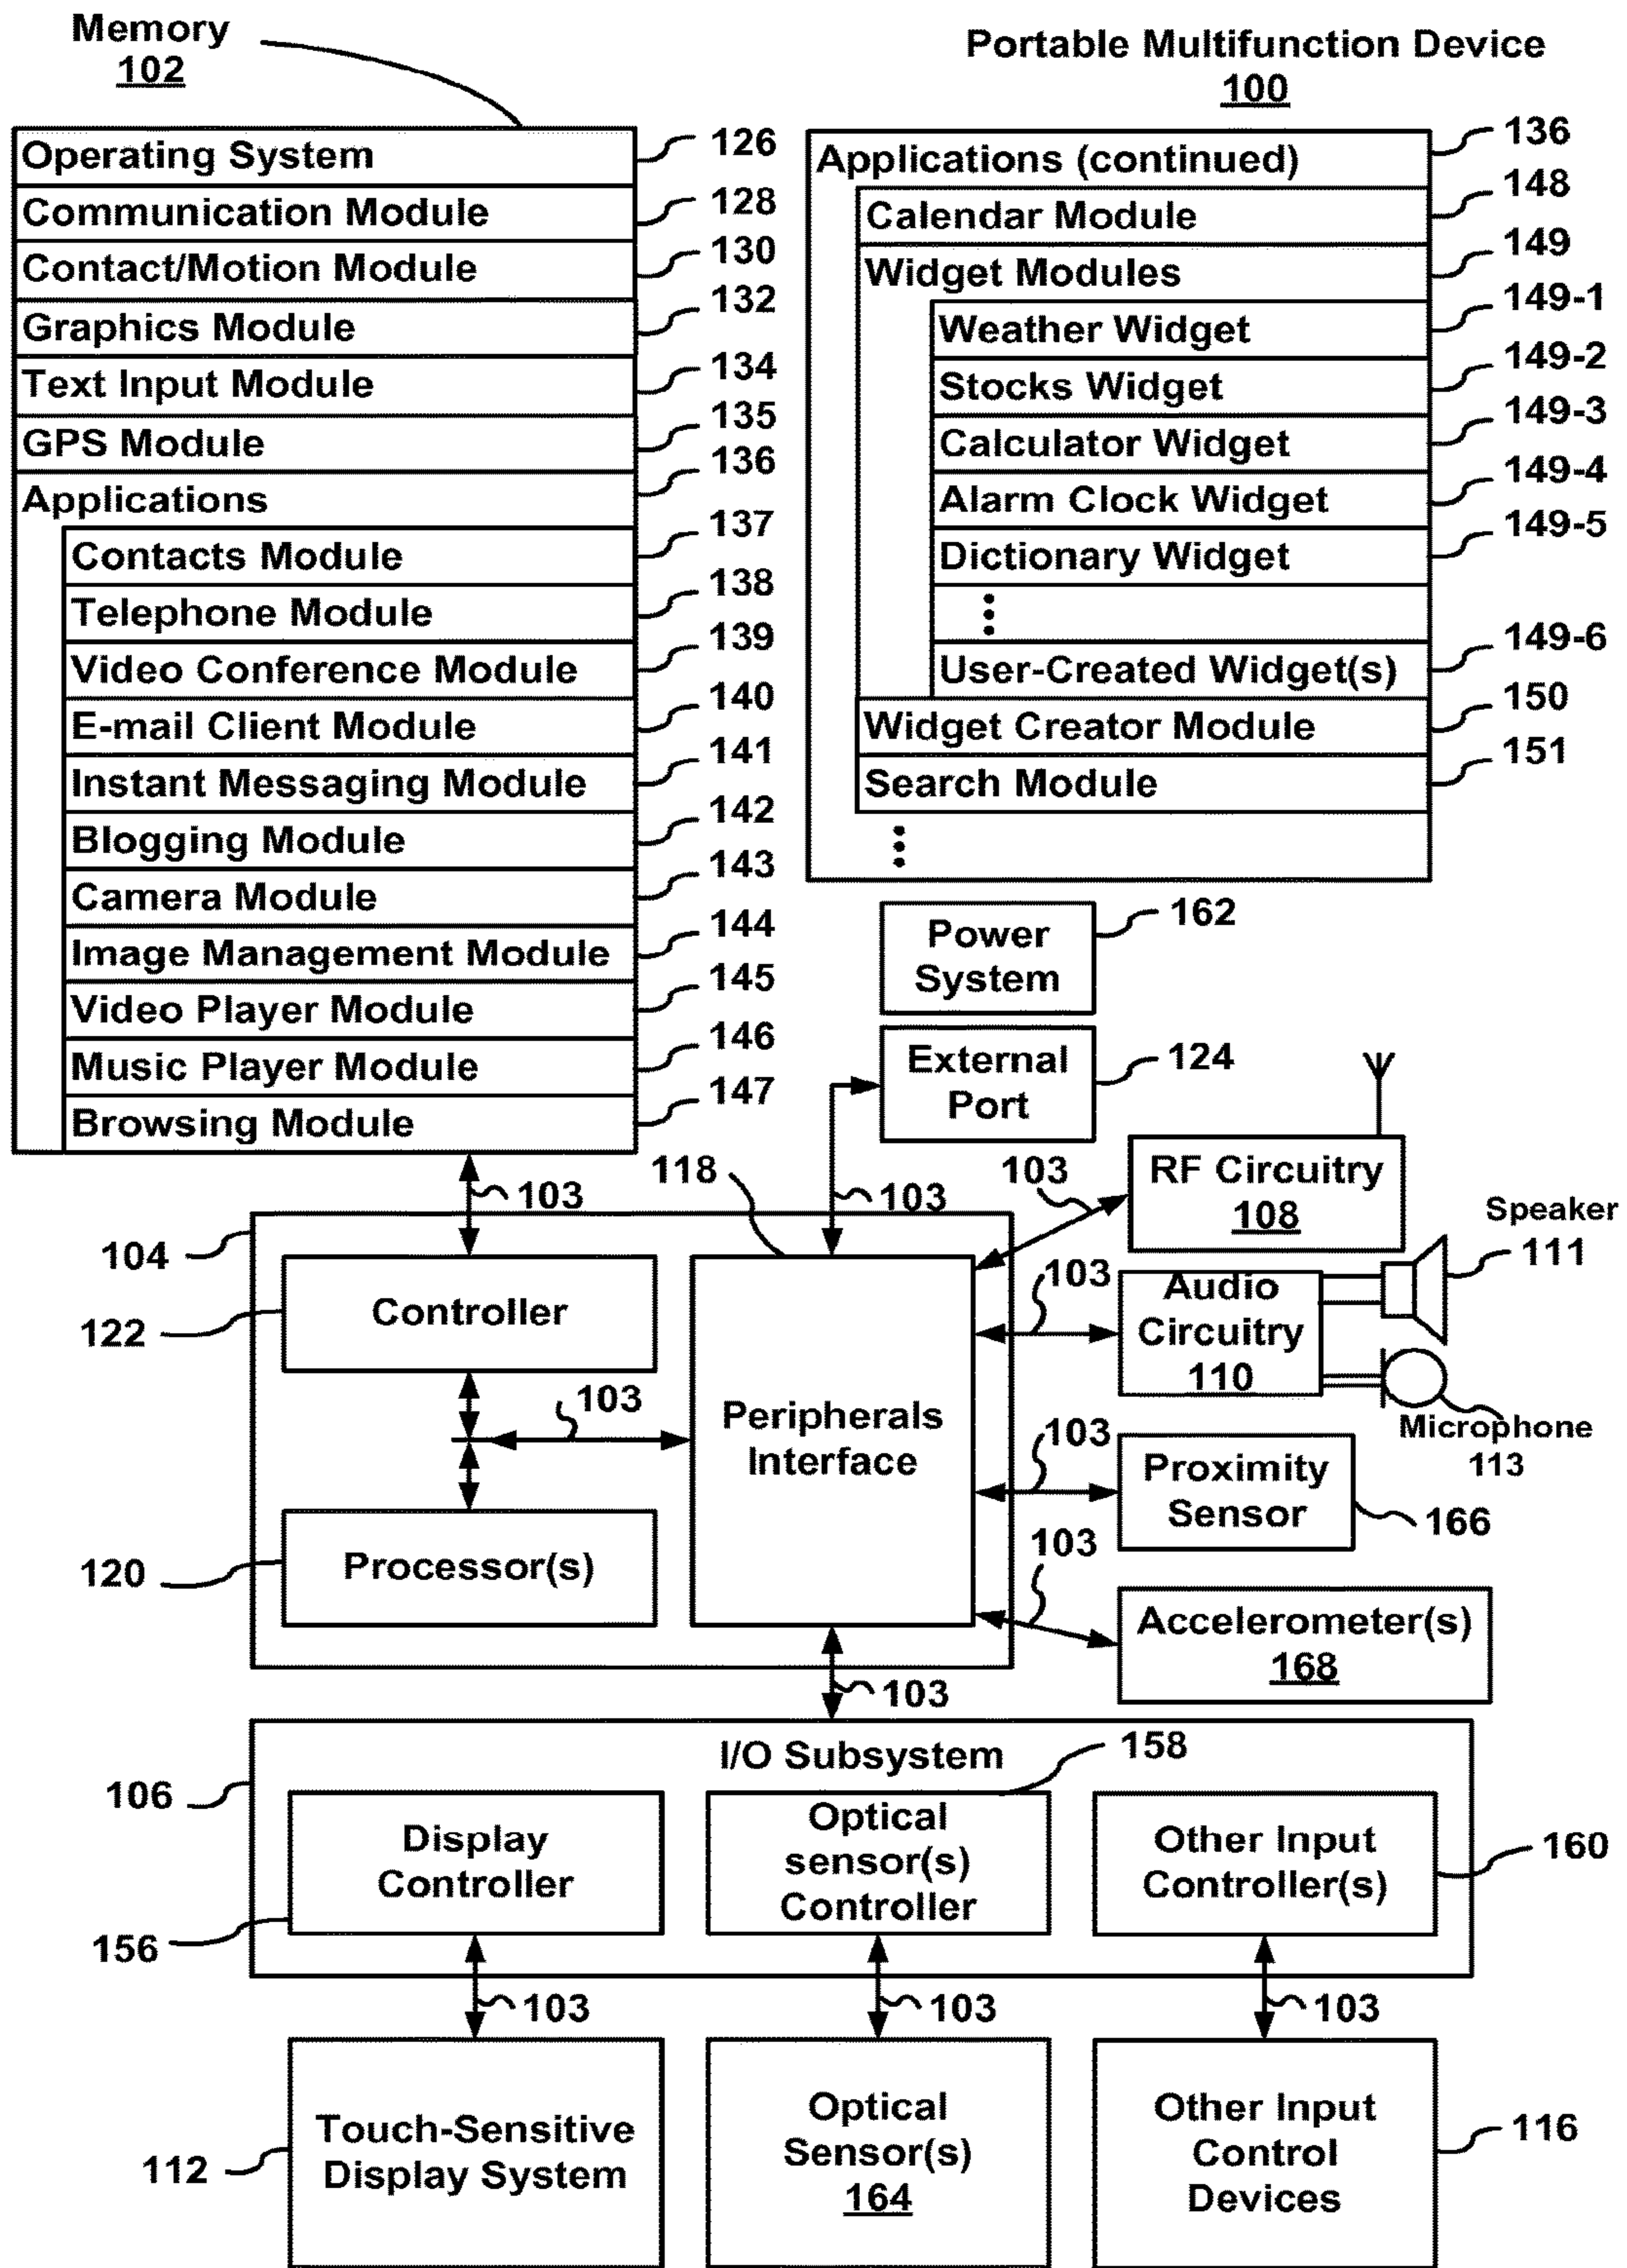 Memory
102
Portable Multifunction Device
100
Operating System
126
Communication Module
128
Contact/Motion Module
130
Graphics Module
132
Text Input Module
134
GPS Module
135
Applications
136
Contacts Module
137
Telephone Module
138
Video Conference Module
139
E-mail Client Module
140
Instant Messaging Module
141
Blogging Module
142
Camera Module
143
Image Management Module
144
Video Player Module
145
Music Player Module
146
Browsing Module
147
Applications (continued)
136
Calendar Module
148
Widget Modules
149
Weather Widget
149-1
Stocks Widget
149-2
Calculator Widget
149-3
Alarm Clock Widget
149-4
Dictionary Widget
149-5
User-Created Widget(s)
149-6
Widget Creator Module
150
Search Module
151
Power
System
162
External
Port
124
103
118
103
103
RF Circuitry
108
Speaker
111
104
Controller
122
103
Audio
Circuitry
110
Microphone
113
103
Peripherals
Interface
103
Proximity
Sensor
166
Processor(s)
120
103
Accelerometer(s)
168
103
I/O Subsystem
106
158
Display
Controller
156
Optical
sensor(s)
Controller
Other Input
Controller(s)
160
103
103
103
Touch-Sensitive
Display System
112
Optical
Sensor(s)
164
Other Input
Control
Devices
116